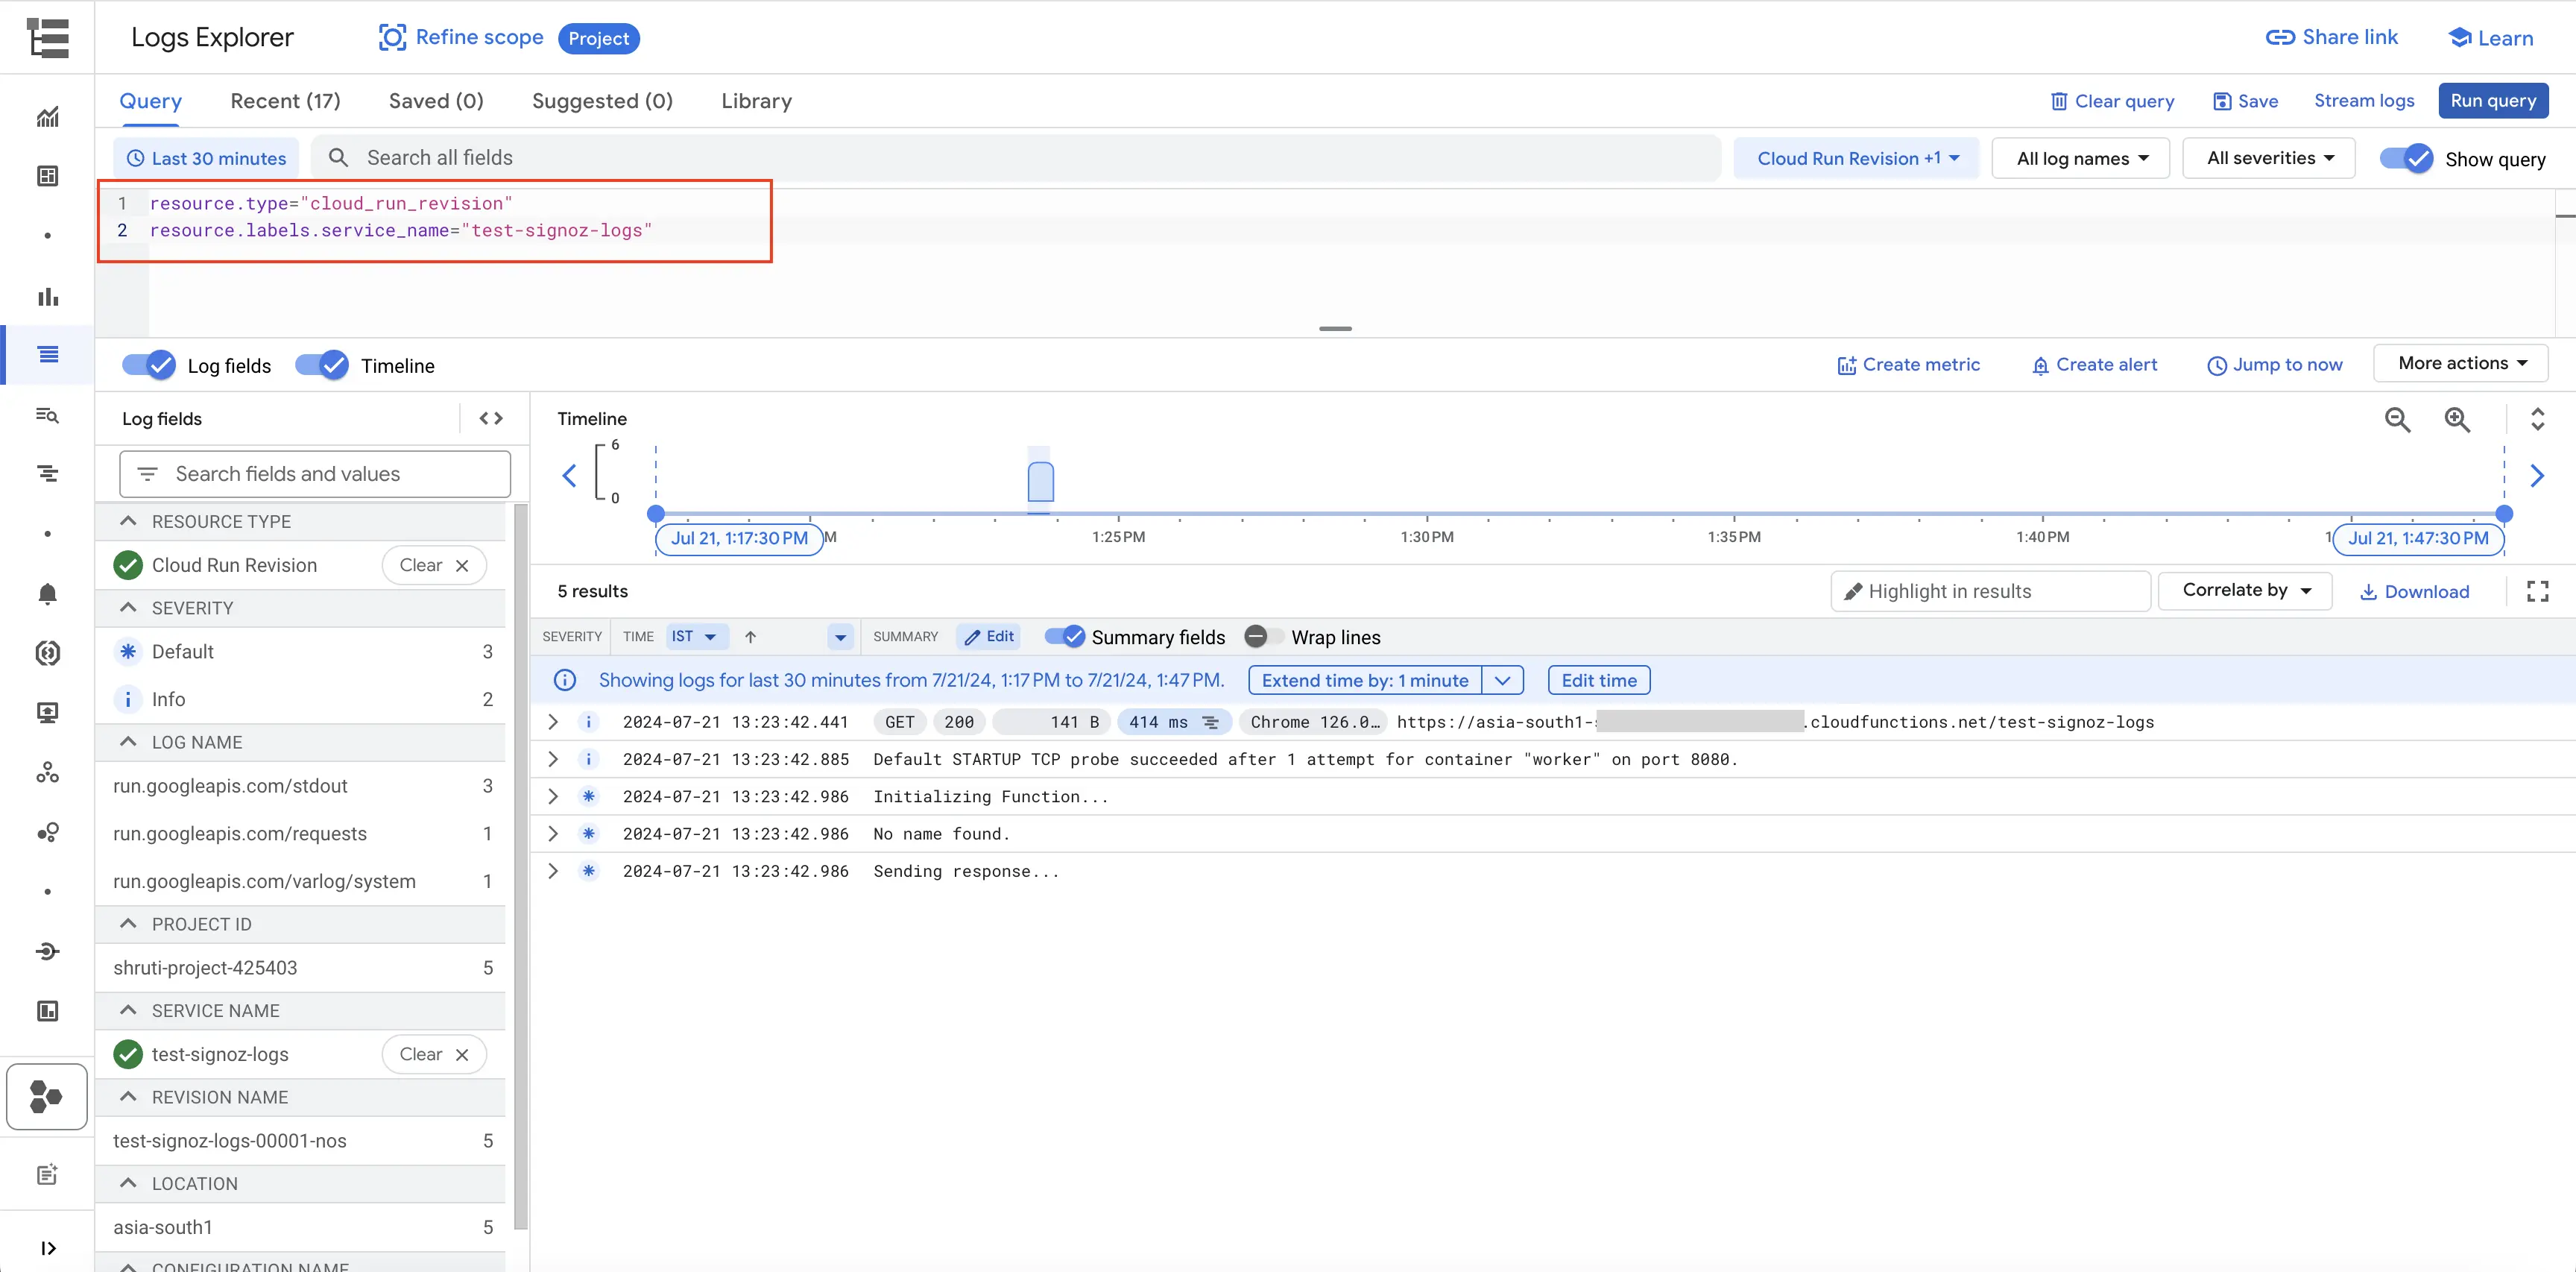 Logs Explorer Refine scope Project Share link Learn
Query Recent (17) Saved (0) Suggested (0) Library Clear query Save Stream logs Run query
Last 30 minutes Search all fields Cloud Run Revision +1 All log names All severities Show query
1 resource.type="cloud_run_revision"
2 resource.labels.service_name="test-signoz-logs"
Log fields Timeline Create metric Create alert Jump to now More actions
Log fields
Search fields and values
RESOURCE TYPE
Cloud Run Revision Clear
SEVERITY
Default 3
Info 2
LOG NAME
run.googleapis.com/stdout 3
run.googleapis.com/requests 1
run.googleapis.com/varlog/system 1
PROJECT ID
shruti-project-425403 5
SERVICE NAME
test-signoz-logs Clear
REVISION NAME
test-signoz-logs-00001-nos 5
LOCATION
asia-south1 5
CONFIGURATION NAME
Timeline
6
0
Jul 21, 1:17:30 PM M 1:25 PM 1:30 PM 1:35 PM 1:40 PM 1 Jul 21, 1:47:30 PM
5 results Highlight in results Correlate by Download
SEVERITY TIME IST SUMMARY Edit Summary fields Wrap lines
Showing logs for last 30 minutes from 7/21/24, 1:17 PM to 7/21/24, 1:47 PM. Extend time by: 1 minute Edit time
2024-07-21 13:23:42.441 GET 200 141 B 414 ms Chrome 126.0… https://asia-south1- .cloudfunctions.net/test-signoz-logs
2024-07-21 13:23:42.885 Default STARTUP TCP probe succeeded after 1 attempt for container "worker" on port 8080.
2024-07-21 13:23:42.986 Initializing Function...
2024-07-21 13:23:42.986 No name found.
2024-07-21 13:23:42.986 Sending response...